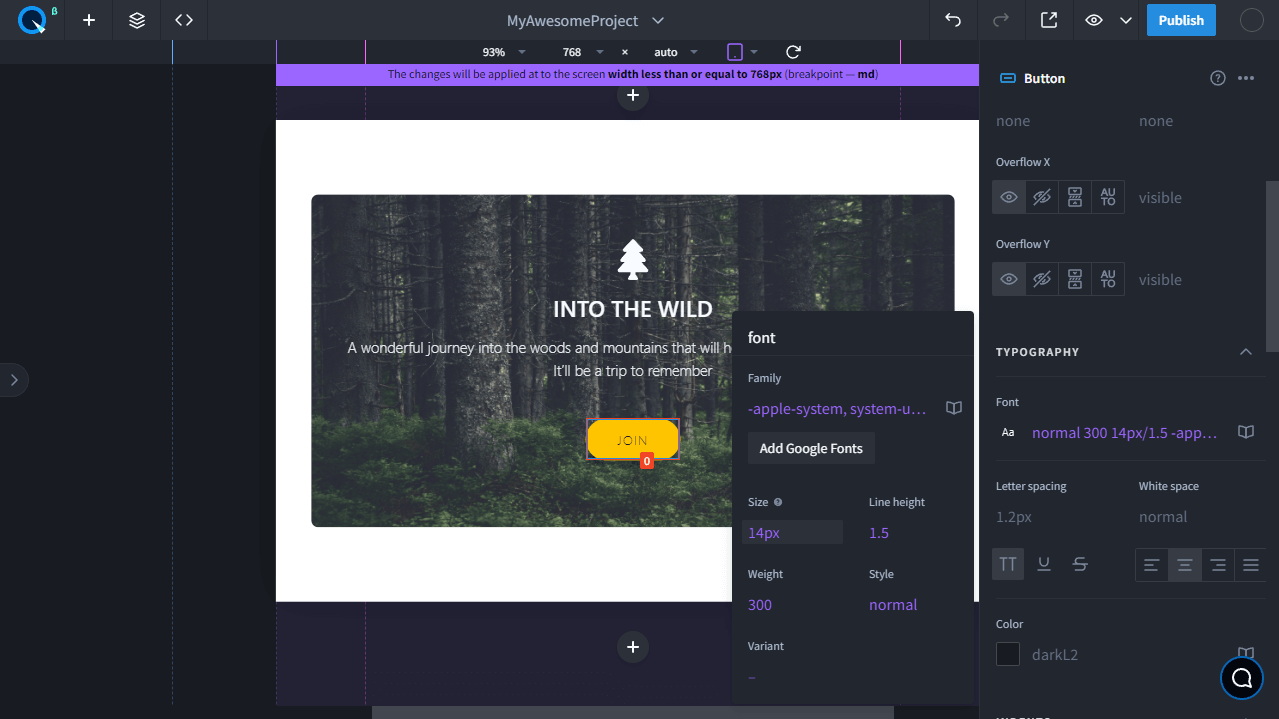 β
MyAwesomeProject
Publish
93%
768
×
auto
The changes will be applied at to the screen width less than or equal to 768px (breakpoint — md)
INTO THE WILD
A wonderful journey into the woods and mountains that will h
It'll be a trip to remember
JOIN
0
font
Family
-apple-system, system-u…
Add Google Fonts
Size
Line height
14px
1.5
Weight
Style
300
normal
Variant
–
Button
none
none
Overflow X
AU
TO
visible
Overflow Y
AU
TO
visible
TYPOGRAPHY
Font
Aa
normal 300 14px/1.5 -app…
Letter spacing
White space
1.2px
normal
TT
U
S
Color
darkL2